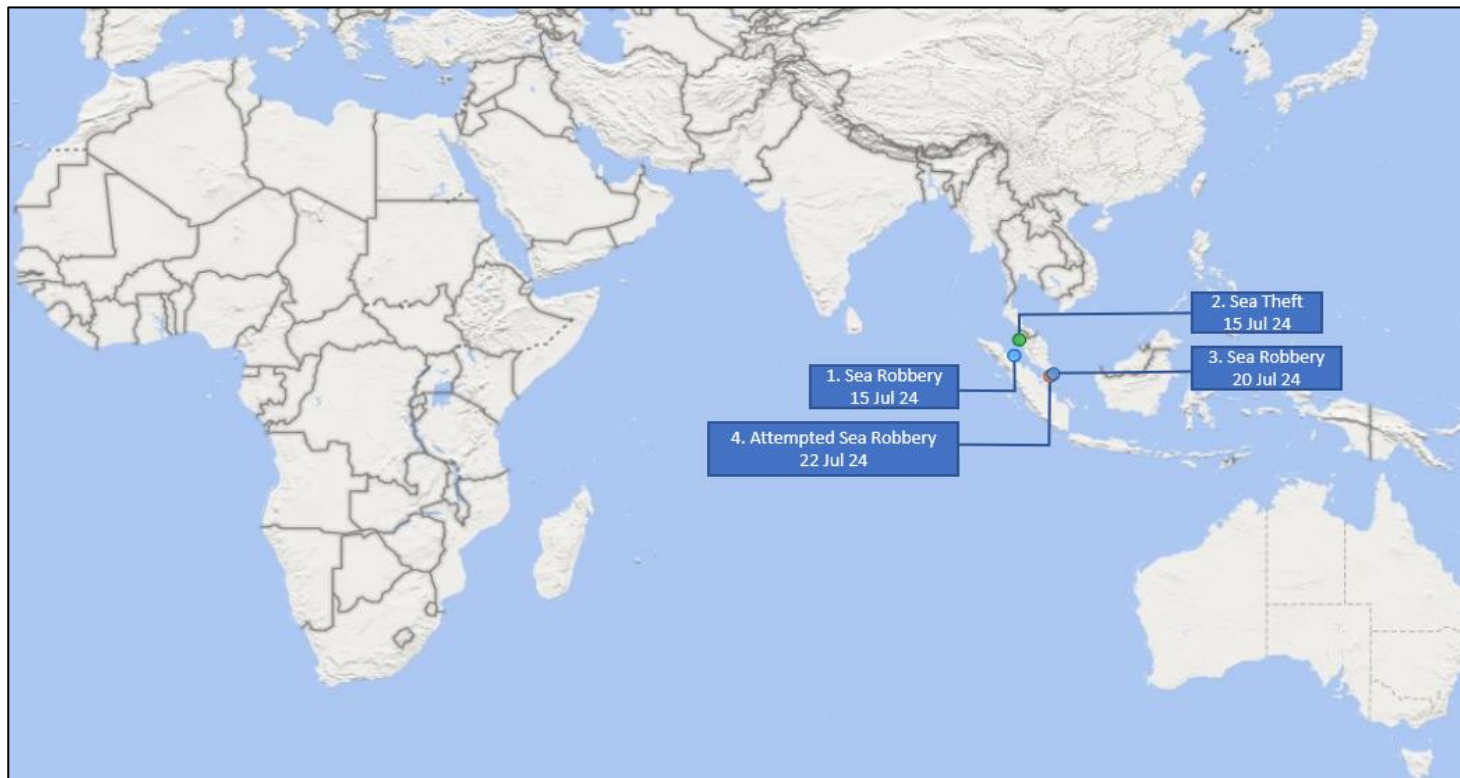 2. Sea Theft
15 Jul 24
1. Sea Robbery
15 Jul 24
3. Sea Robbery
20 Jul 24
4. Attempted Sea Robbery
22 Jul 24